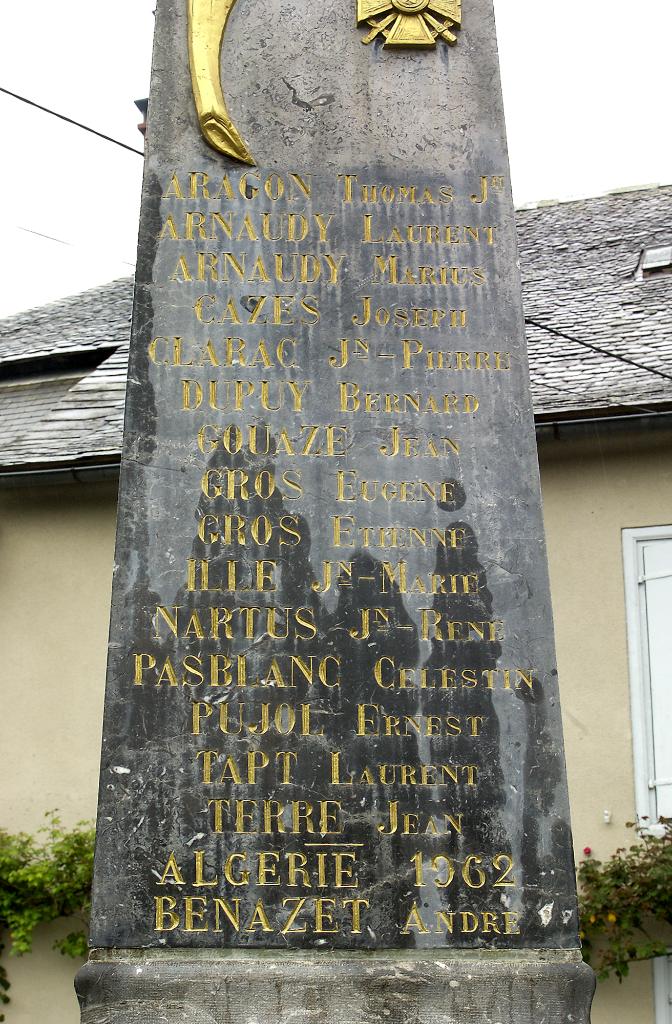 ARAGON THOMAS JH
ARNAUDY LAURENT
ARNAUDY MARIUS
CAZES JOSEPH
CLARAC JN-PIERRE
DUPUY BERNARD
GOUAZE JEAN
GROS EUGENE
GROS ETIENNE
ILLE JN-MARIE
NARTUS JN-RENE
PASBLANC CELESTIN
PUJOL ERNEST
TAPT LAURENT
TERRE JEAN
ALGERIE 1962
BENAZET ANDRE